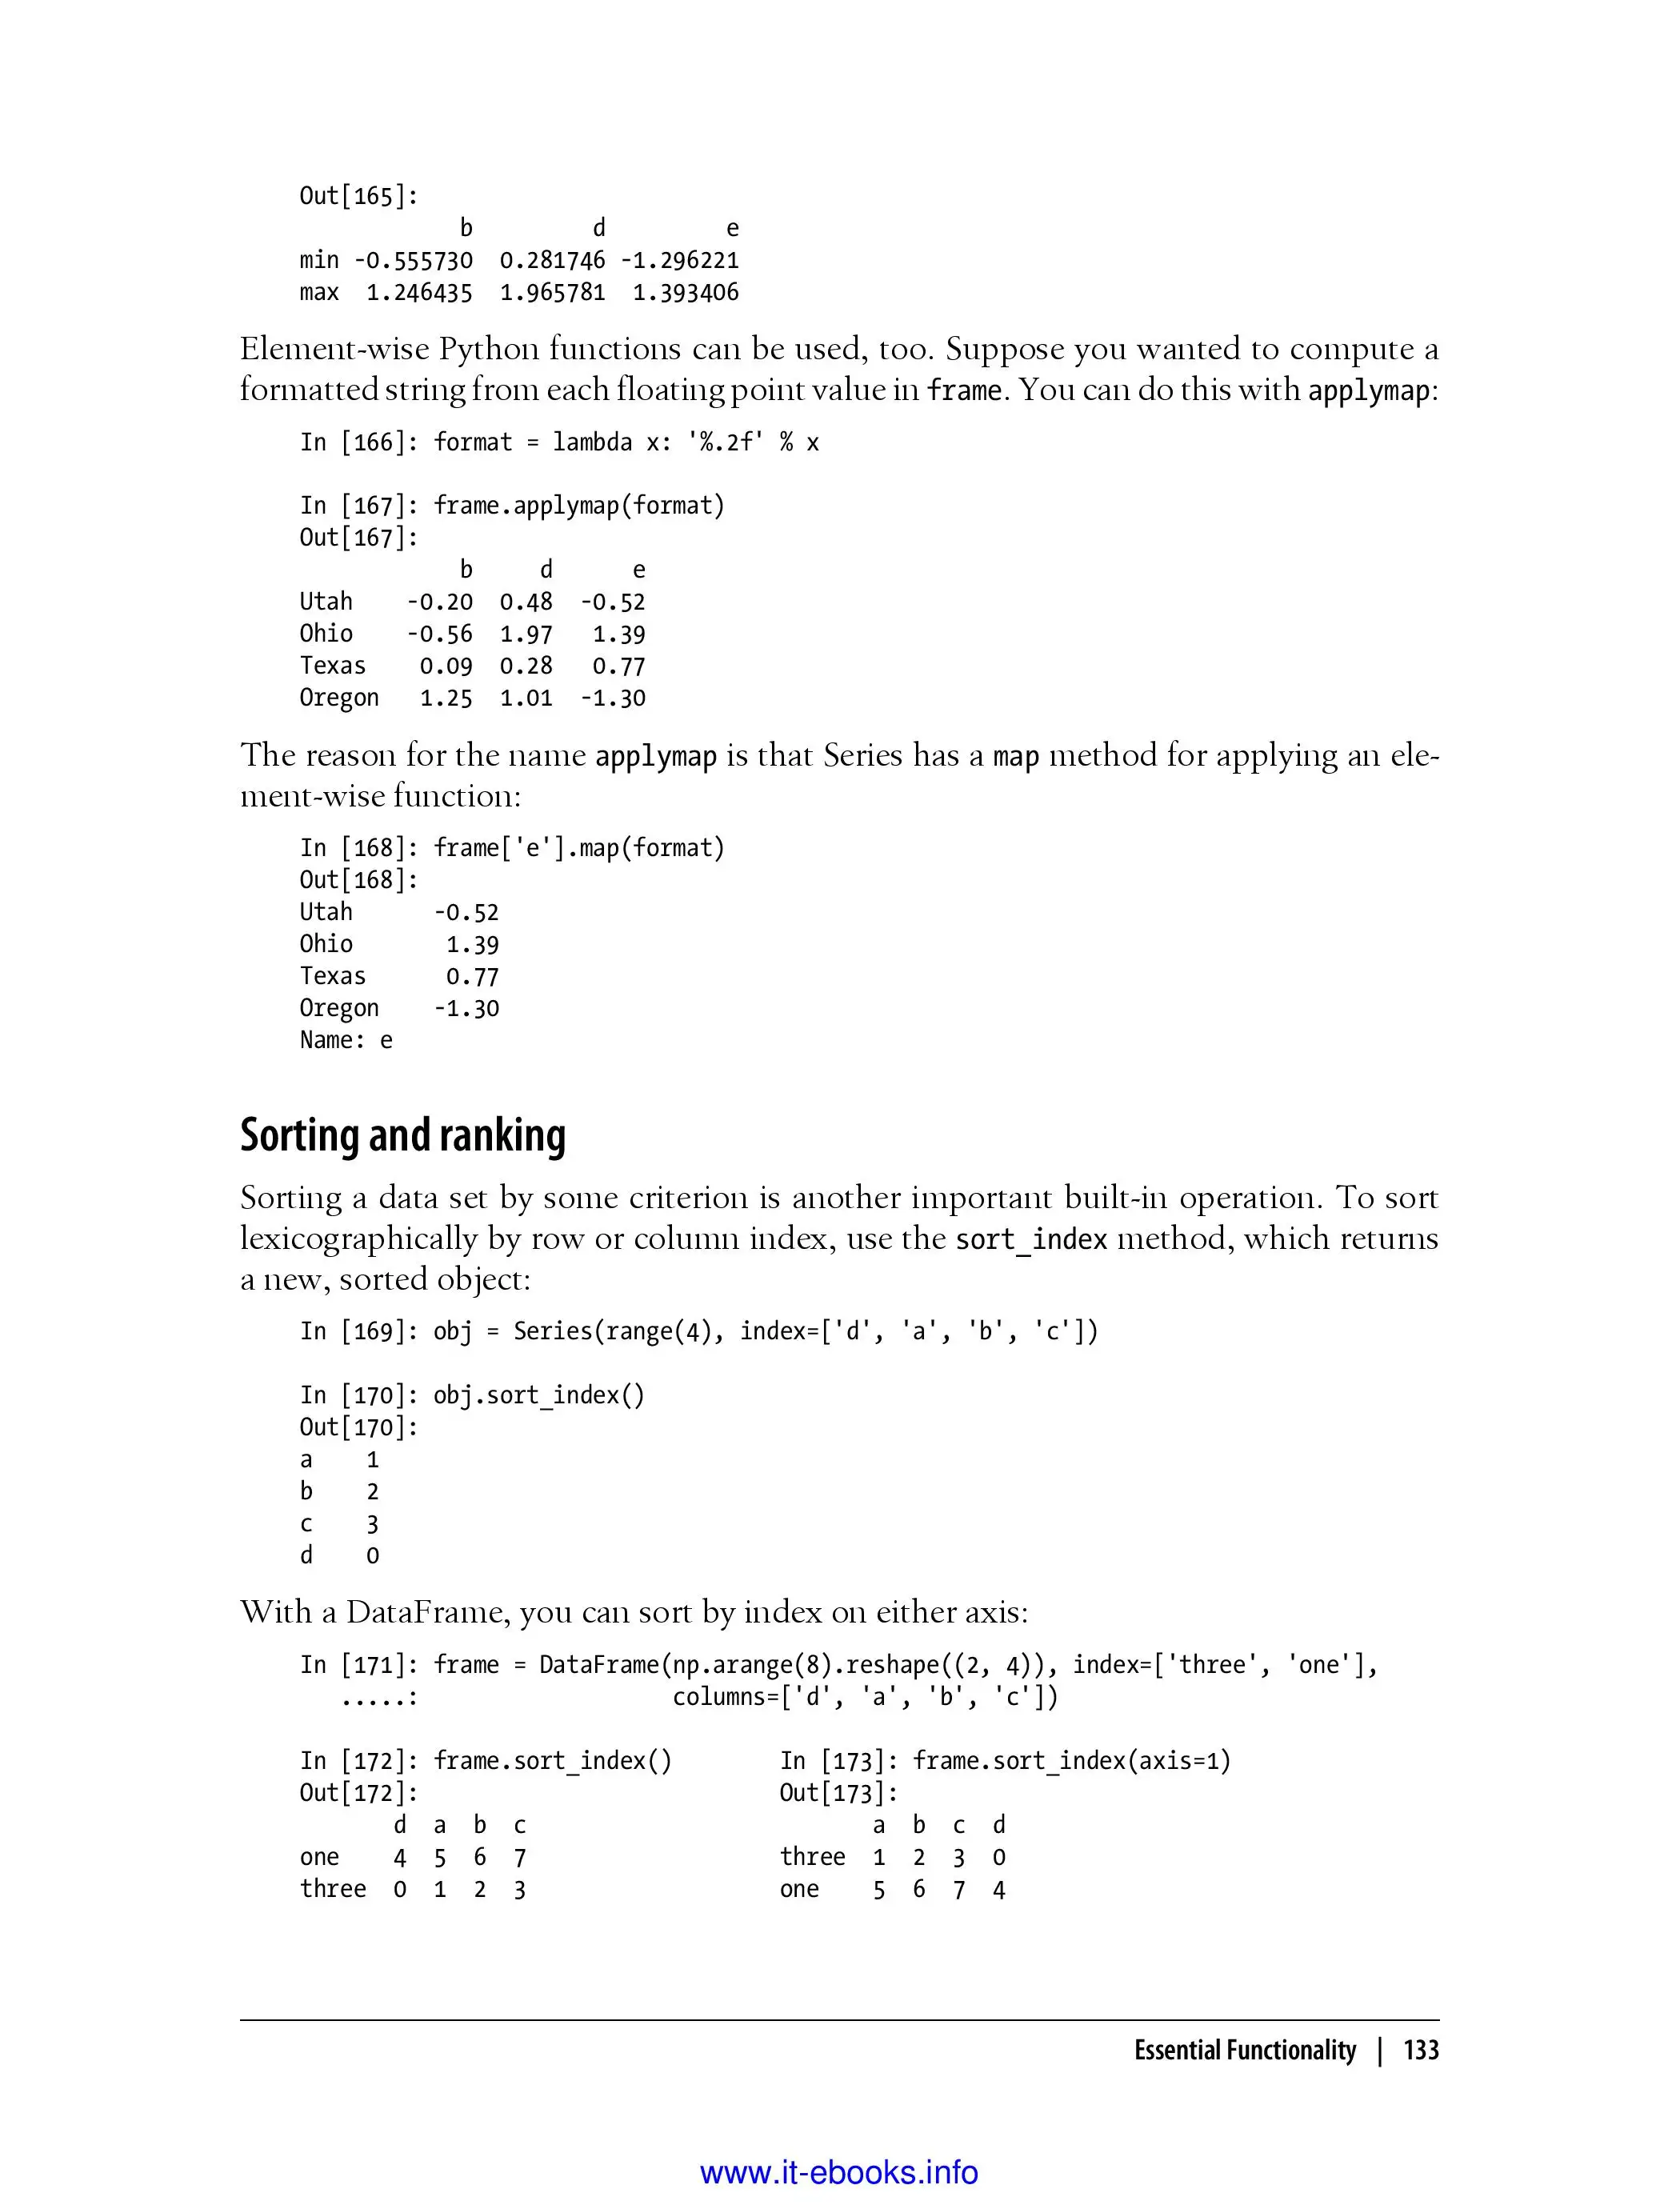 Out[165]:
            b         d         e
min -0.555730  0.281746 -1.296221
max  1.246435  1.965781  1.393406
Element-wise Python functions can be used, too. Suppose you wanted to compute a
formatted string from each floating point value in frame. You can do this with applymap:
In [166]: format = lambda x: '%.2f' % x
In [167]: frame.applymap(format)
Out[167]:
            b     d      e
Utah    -0.20  0.48  -0.52
Ohio    -0.56  1.97   1.39
Texas    0.09  0.28   0.77
Oregon   1.25  1.01  -1.30
The reason for the name applymap is that Series has a map method for applying an ele-
ment-wise function:
In [168]: frame['e'].map(format)
Out[168]:
Utah      -0.52
Ohio       1.39
Texas      0.77
Oregon    -1.30
Name: e
Sorting and ranking
Sorting a data set by some criterion is another important built-in operation. To sort
lexicographically by row or column index, use the sort_index method, which returns
a new, sorted object:
In [169]: obj = Series(range(4), index=['d', 'a', 'b', 'c'])
In [170]: obj.sort_index()
Out[170]:
a    1
b    2
c    3
d    0
With a DataFrame, you can sort by index on either axis:
In [171]: frame = DataFrame(np.arange(8).reshape((2, 4)), index=['three', 'one'],
   .....:                   columns=['d', 'a', 'b', 'c'])
In [172]: frame.sort_index()        In [173]: frame.sort_index(axis=1)
Out[172]:                           Out[173]:
       d  a  b  c                          a  b  c  d
one    4  5  6  7                   three  1  2  3  0
three  0  1  2  3                   one    5  6  7  4
Essential Functionality | 133
www.it-ebooks.info